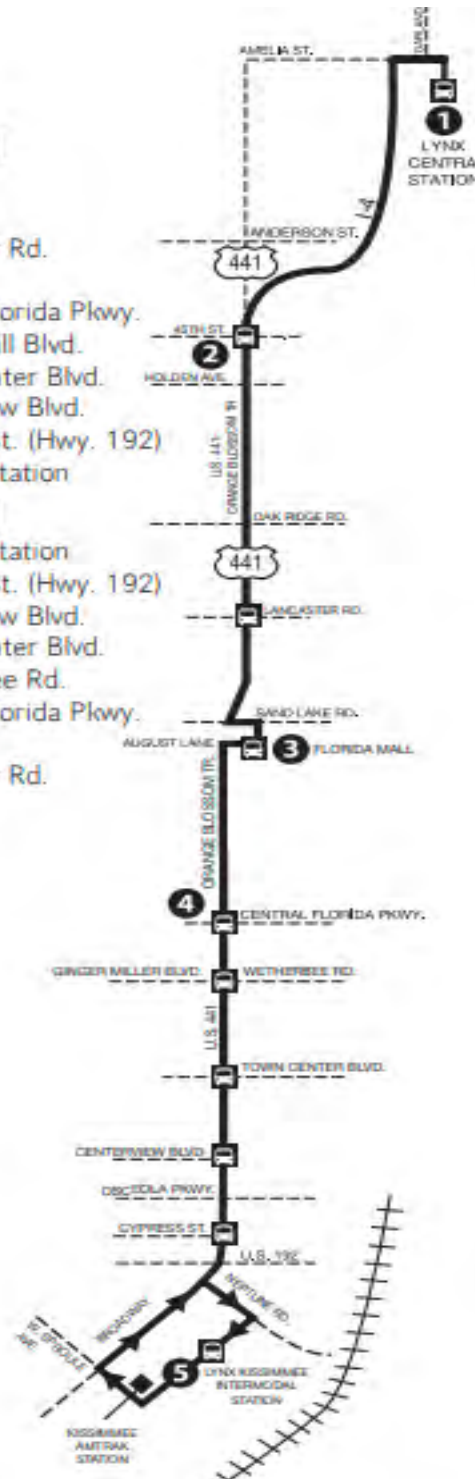 AMELIA ST.
1
LYNX
CENTRAL
STATION
I-4
ANDERSON ST.
Rd.
441
orida Pkwy.
45TH ST.
ll Blvd.
2
ter Blvd.
HOLDEN AVE.
w Blvd.
t. (Hwy. 192)
tation
U.S. 441
ORANGE BLOSSOM TR.
OAK RIDGE RD.
tation
441
t. (Hwy. 192)
w Blvd.
LANCASTER RD.
ter Blvd.
ee Rd.
orida Pkwy.
SAND LAKE RD.
AUGUST LANE
3
FLORIDA MALL
Rd.
ORANGE BLOSSOM TR.
4
CENTRAL FLORIDA PKWY.
GINGER MILLER BLVD.
WETHERBEE RD.
U.S. 441
TOWN CENTER BLVD.
CENTERVIEW BLVD.
OSCEOLA PKWY.
CYPRESS ST.
U.S. 192
BROADWAY
NEPTUNE RD.
AVE.
5
LYNX KISSIMMEE
INTERMODAL
STATION
KISSIMMEE
AMTRAK
STATION